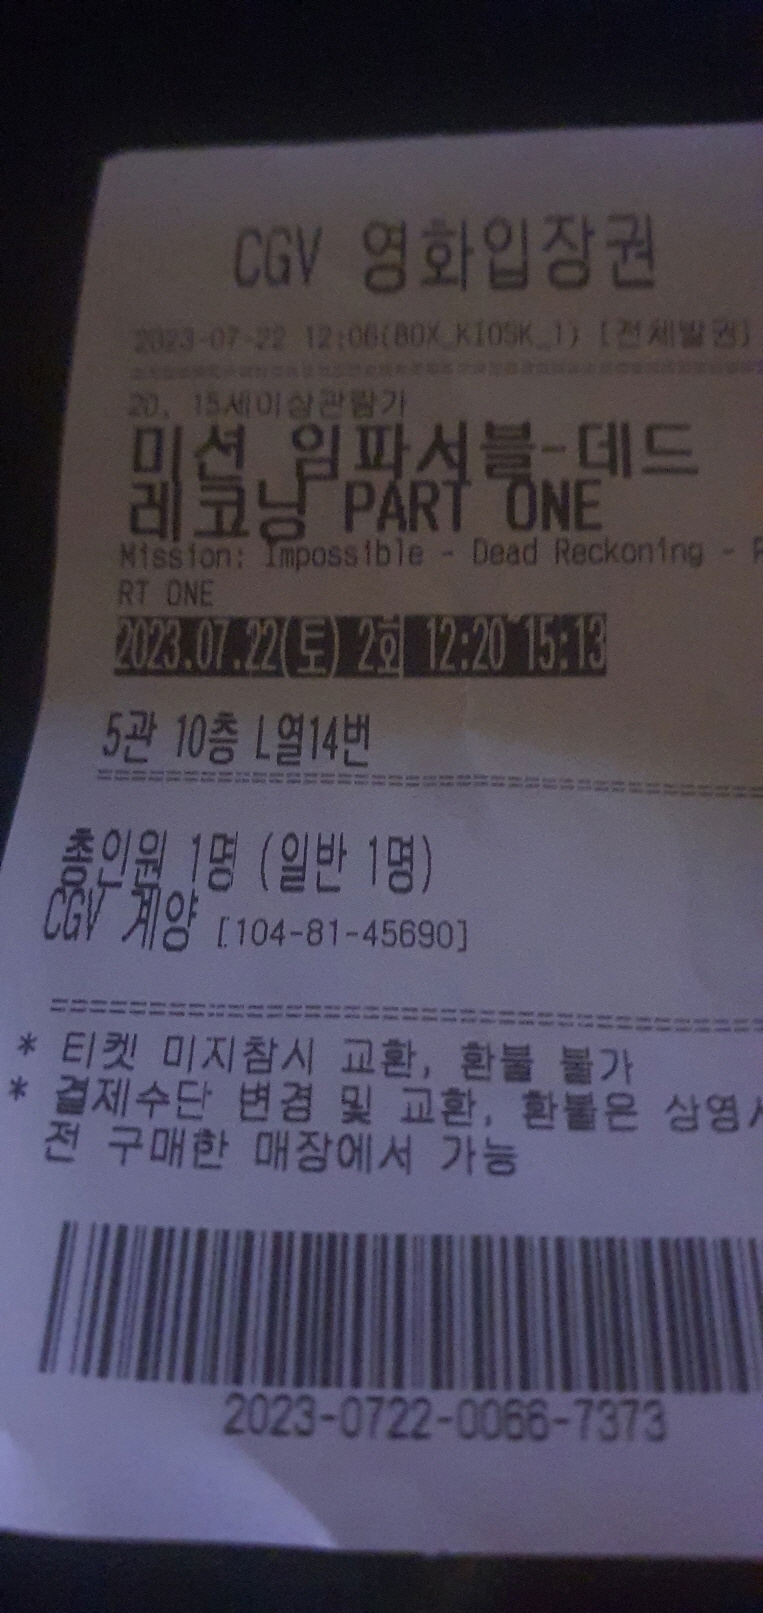 CGV 영화입장권
2023-07-22 12:06(BOX_KIOSK_1) [전체발권]
2D, 15세이상관람가
미션 임파서블-데드
레코닝 PART ONE
Mission: Impossible - Dead Reckoning - P
RT ONE
2023.07.22(토) 2회 12:20~15:13
5관 10층 L열14번
총인원 1명 (일반 1명)
CGV 계양 [104-81-45690]
* 티켓 미지참시 교환, 환불 불가
* 결제수단 변경 및 교환, 환불은 상영시
전 구매한 매장에서 가능
2023-0722-0066-7373